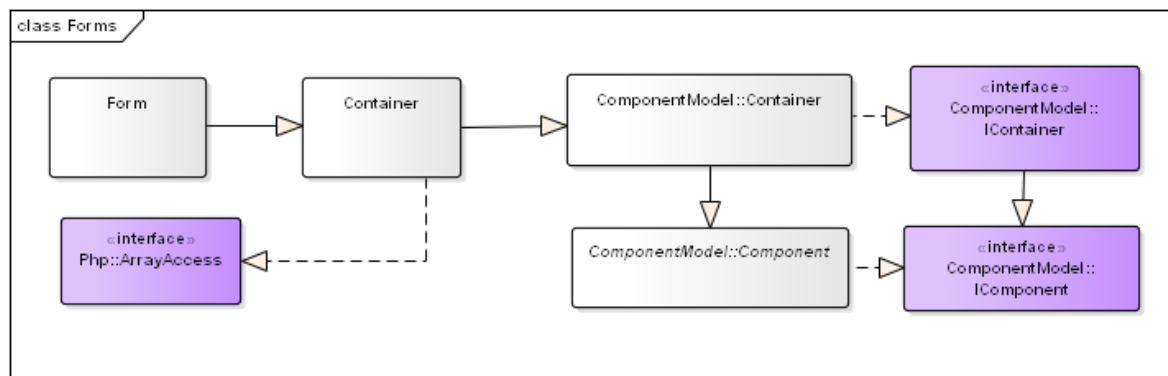 class Forms
Form
Container
ComponentModel::Container
«interface»
ComponentModel::
IContainer
«interface»
Php::ArrayAccess
ComponentModel::Component
«interface»
ComponentModel::
IComponent